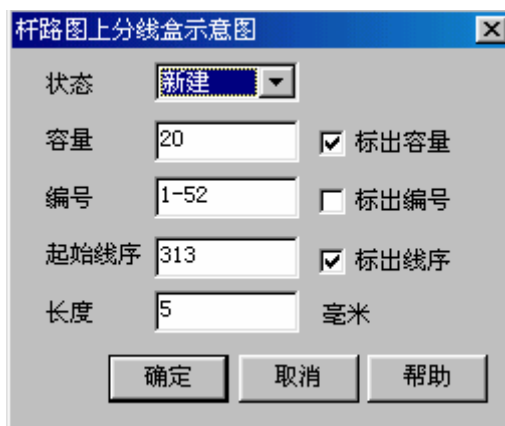 杆路图上分线盒示意图
状态 新建
容量 20 标出容量
编号 1-52 标出编号
起始线序 313 标出线序
长度 5 毫米
确定 取消 帮助